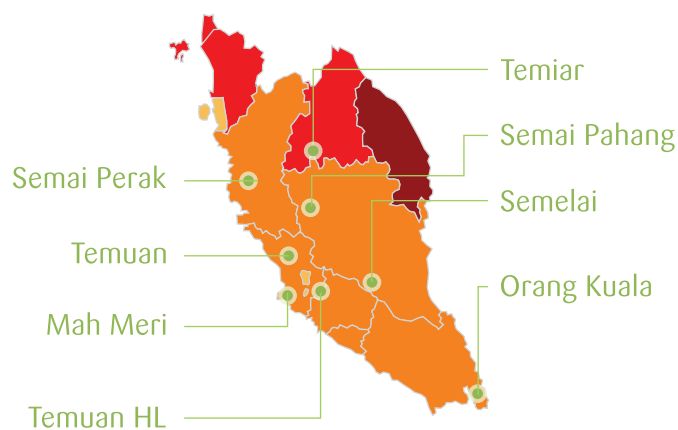 Temiar
Semai Pahang
Semai Perak
Semelai
Temuan
Orang Kuala
Mah Meri
Temuan HL